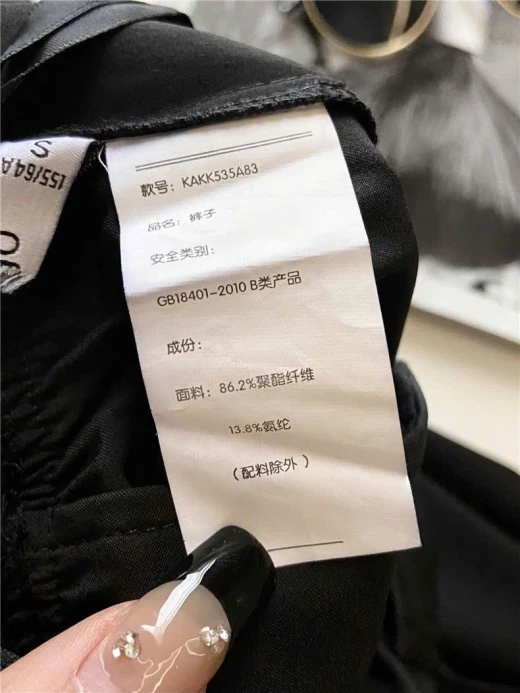 款号：KAKK535A83
品名：裤子
安全类别：
GB18401-2010 B类产品
成份：
面料：86.2%聚酯纤维
13.8%氨纶
（配料除外）
S
155/64A